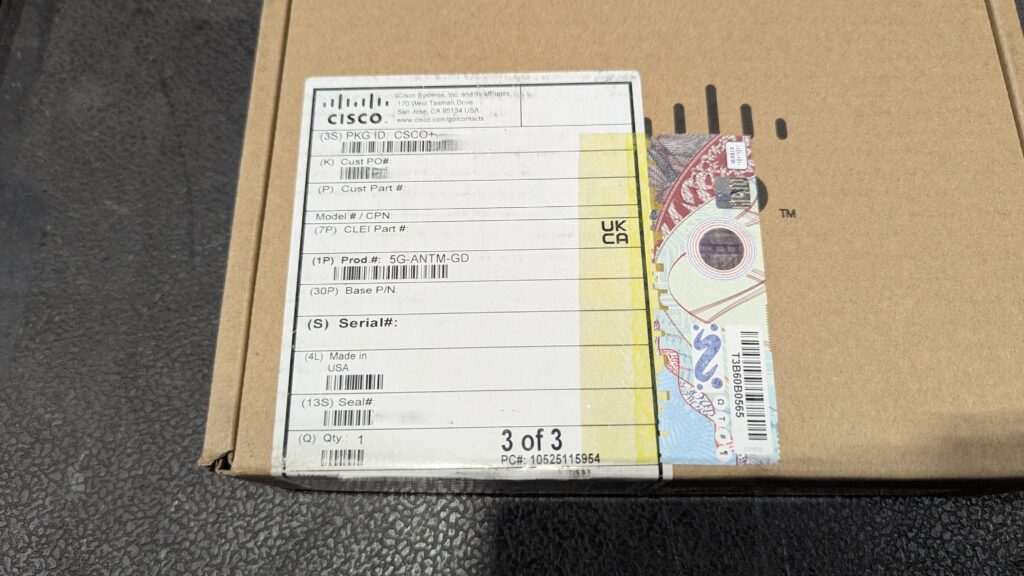 CISCO
Cisco Systems, Inc. and its affiliates
170 West Tasman Drive
San Jose, CA 95134 USA
www.cisco.com/go/contacts
(3S) PKG ID: CSCO+
(K) Cust PO#:
(P) Cust Part #:
Model # / CPN:
(7P) CLEI Part #:
UK
CA
(1P) Prod.#: 5G-ANTM-GD
(30P) Base P/N:
(S) Serial#:
(4L) Made in
USA
(13S) Seal#:
(Q) Qty.: 1
3 of 3
PC#: 10525115954
TM
CISCO
T3B60B0565